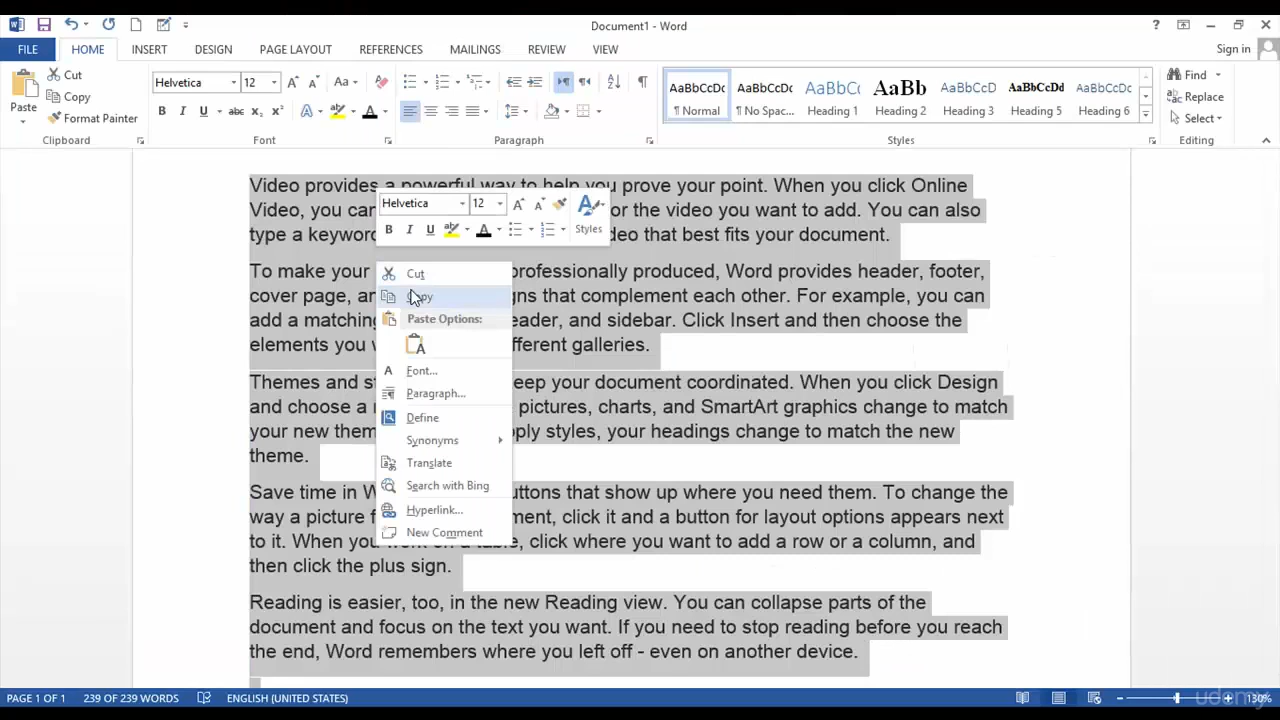 Document1 - Word
FILE HOME INSERT DESIGN PAGE LAYOUT REFERENCES MAILINGS REVIEW VIEW Sign in
Cut
Copy
Format Painter
Paste
Clipboard
Helvetica 12
Font
Paragraph
AaBbCcDc AaBbCcDc AaBbCc AaBb AaBbCcD AaBbCcDd AaBbCcDc
¶ Normal ¶ No Spac... Heading 1 Heading 2 Heading 3 Heading 5 Heading 6
Styles
Find
Replace
Select
Editing
Video provides a powerful way to help you prove your point. When you click Online
Video, you can or the video you want to add. You can also
type a keyword deo that best fits your document.
To make your professionally produced, Word provides header, footer,
cover page, an gns that complement each other. For example, you can
add a matching eader, and sidebar. Click Insert and then choose the
elements you w fferent galleries.
Themes and st eep your document coordinated. When you click Design
and choose a pictures, charts, and SmartArt graphics change to match
your new them pply styles, your headings change to match the new
theme.
Save time in W uttons that show up where you need them. To change the
way a picture f ment, click it and a button for layout options appears next
to it. When you work on a table, click where you want to add a row or a column, and
then click the plus sign.
Reading is easier, too, in the new Reading view. You can collapse parts of the
document and focus on the text you want. If you need to stop reading before you reach
the end, Word remembers where you left off - even on another device.
Helvetica 12
Styles
Cut
Copy
Paste Options:
Font...
Paragraph...
Define
Synonyms
Translate
Search with Bing
Hyperlink...
New Comment
PAGE 1 OF 1 239 OF 239 WORDS ENGLISH (UNITED STATES) 130%
udemy